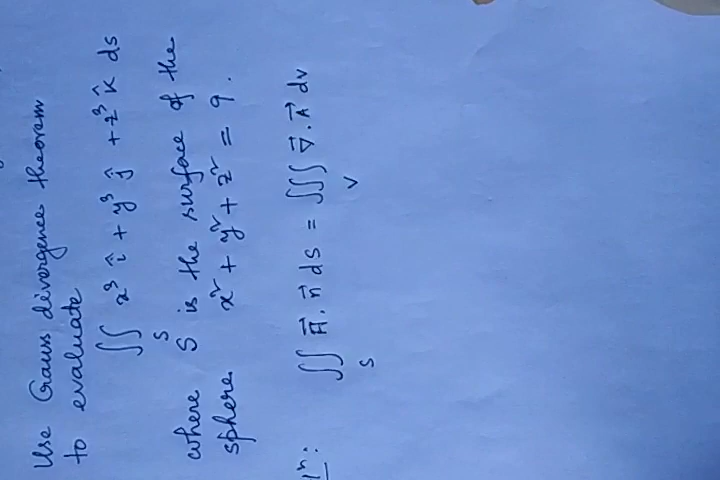 Use Gauss divergence theorem
to evaluate
∬ x³ î + y³ ĵ + z³ k̂ ds
S
where S is the surface of the
sphere x² + y² + z² = 9.
∬ A⃗ . n⃗ ds = ∭ ∇⃗ . A⃗ dv
S V